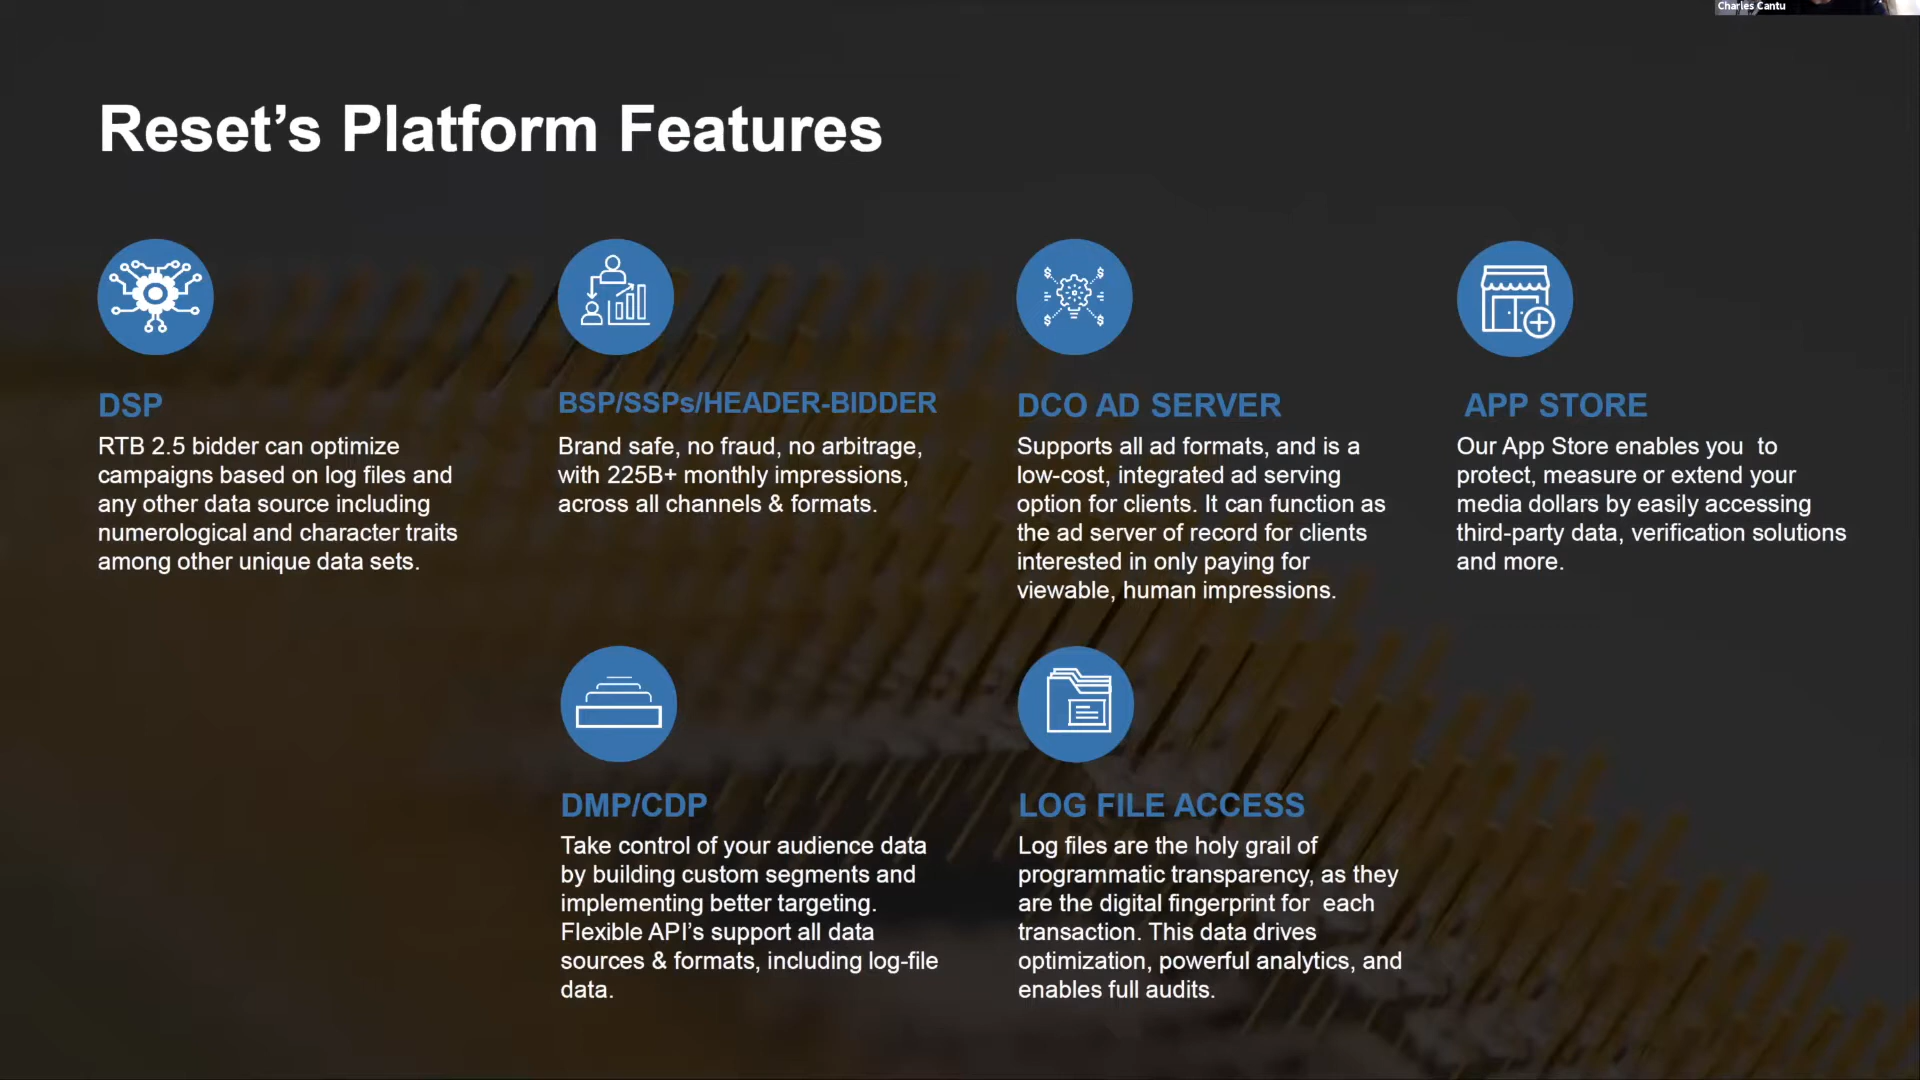 Charles Cantu
Reset’s Platform Features
DSP
RTB 2.5 bidder can optimize
campaigns based on log files and
any other data source including
numerological and character traits
among other unique data sets.
BSP/SSPs/HEADER-BIDDER
Brand safe, no fraud, no arbitrage,
with 225B+ monthly impressions,
across all channels & formats.
DCO AD SERVER
Supports all ad formats, and is a
low-cost, integrated ad serving
option for clients. It can function as
the ad server of record for clients
interested in only paying for
viewable, human impressions.
APP STORE
Our App Store enables you  to
protect, measure or extend your
media dollars by easily accessing
third-party data, verification solutions
and more.
DMP/CDP
Take control of your audience data
by building custom segments and
implementing better targeting.
Flexible API’s support all data
sources & formats, including log-file
data.
LOG FILE ACCESS
Log files are the holy grail of
programmatic transparency, as they
are the digital fingerprint for  each
transaction. This data drives
optimization, powerful analytics, and
enables full audits.